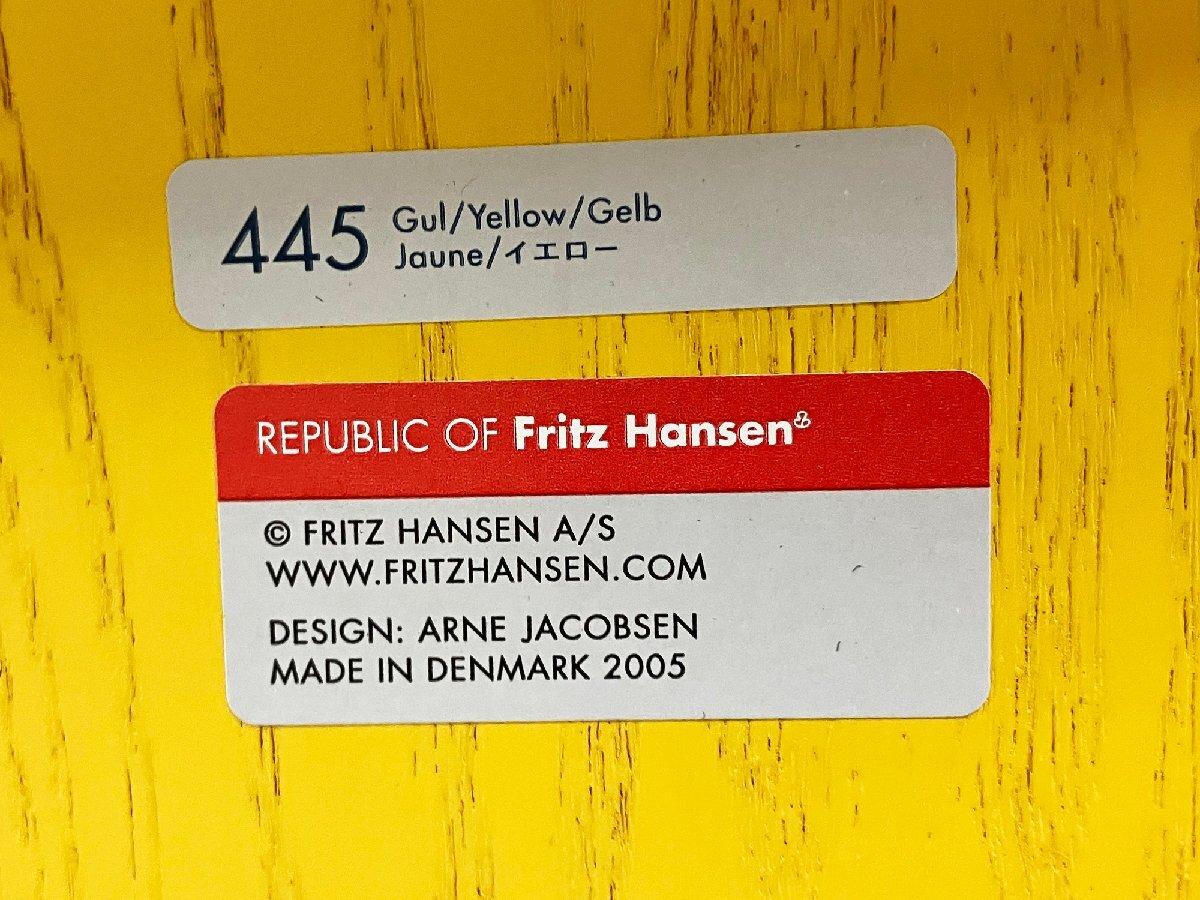 445 Gul/Yellow/Gelb
Jaune/イエロー
REPUBLIC OF Fritz Hansen
© FRITZ HANSEN A/S
WWW.FRITZHANSEN.COM
DESIGN: ARNE JACOBSEN
MADE IN DENMARK 2005